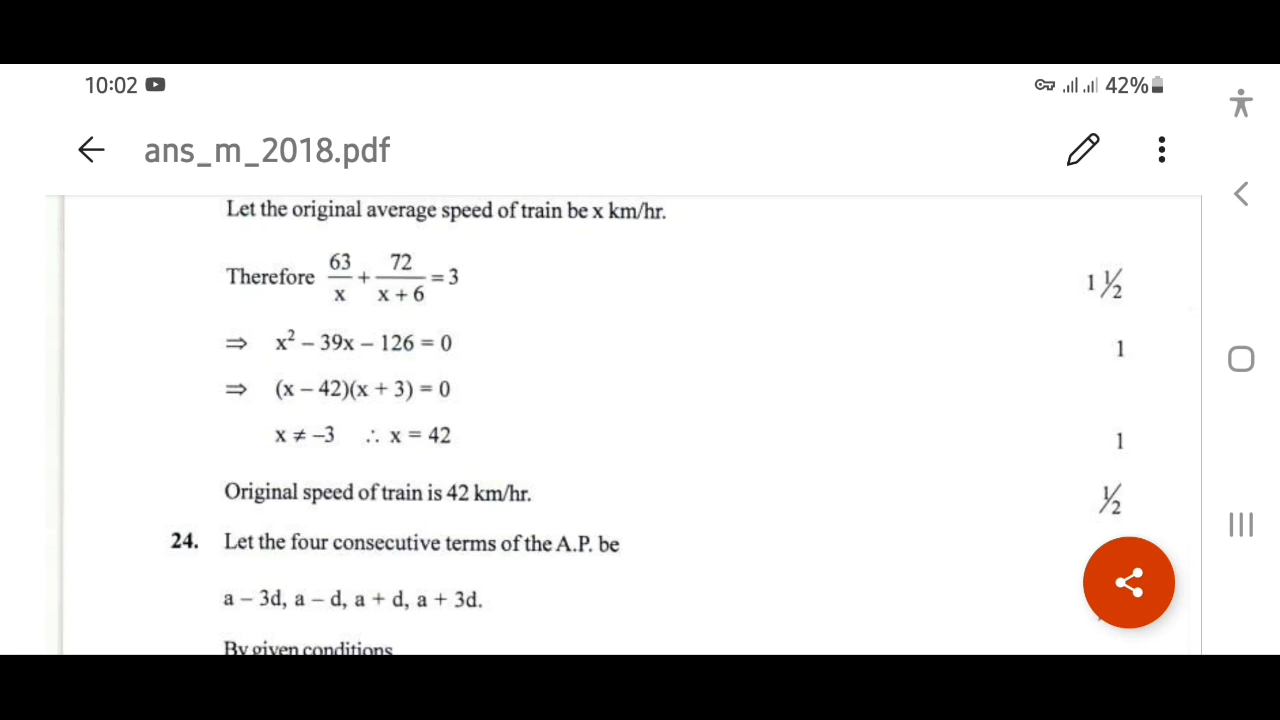 10:02 42%
ans_m_2018.pdf
Let the original average speed of train be x km/hr.
Therefore 63/x + 72/(x + 6) = 3 1 ½
⇒ x² – 39x – 126 = 0 1
⇒ (x – 42)(x + 3) = 0
x ≠ –3 ∴ x = 42 1
Original speed of train is 42 km/hr. ½
24. Let the four consecutive terms of the A.P. be
a – 3d, a – d, a + d, a + 3d.
By given conditions